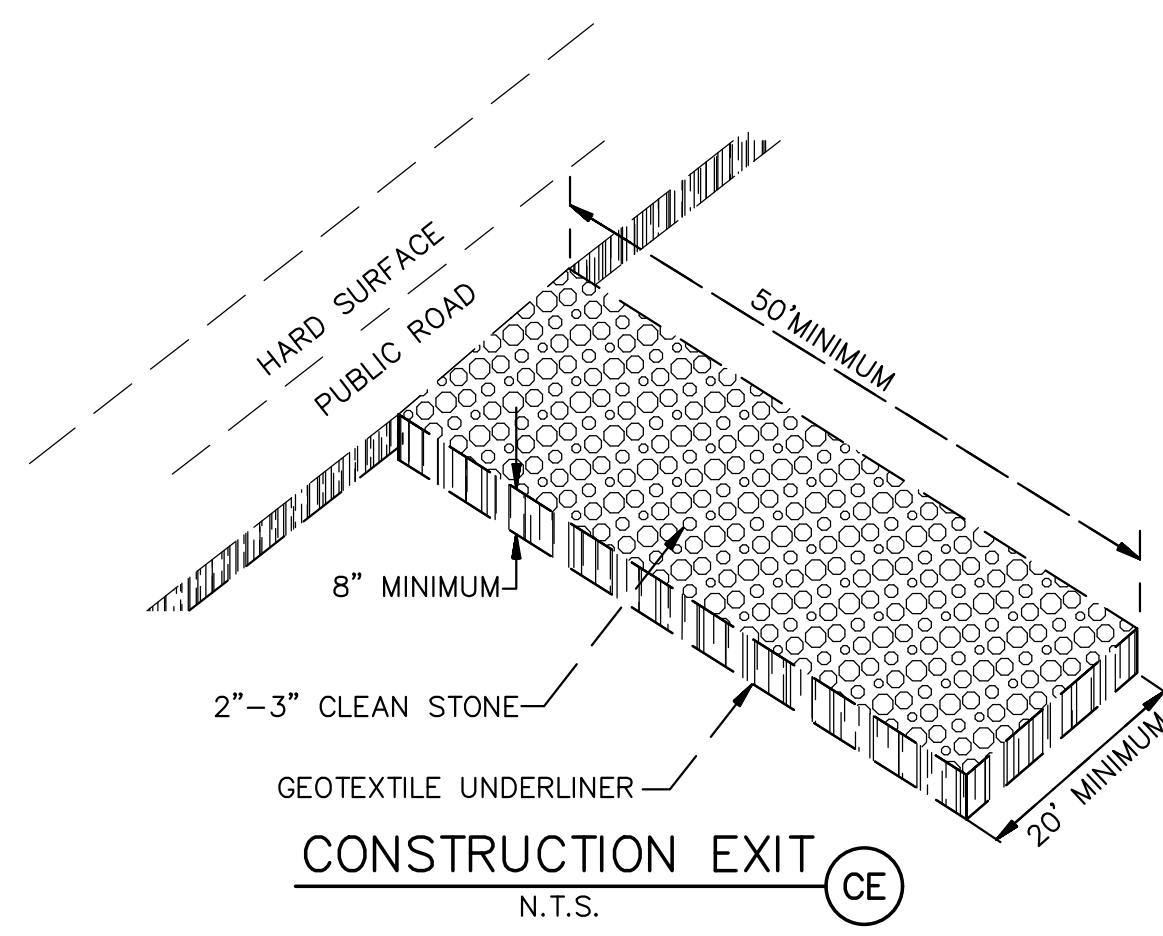 HARD SURFACE
PUBLIC ROAD
50'MINIMUM
8” MINIMUM
2”–3” CLEAN STONE
GEOTEXTILE UNDERLINER
20' MINIMUM
CONSTRUCTION EXIT
CE
N.T.S.